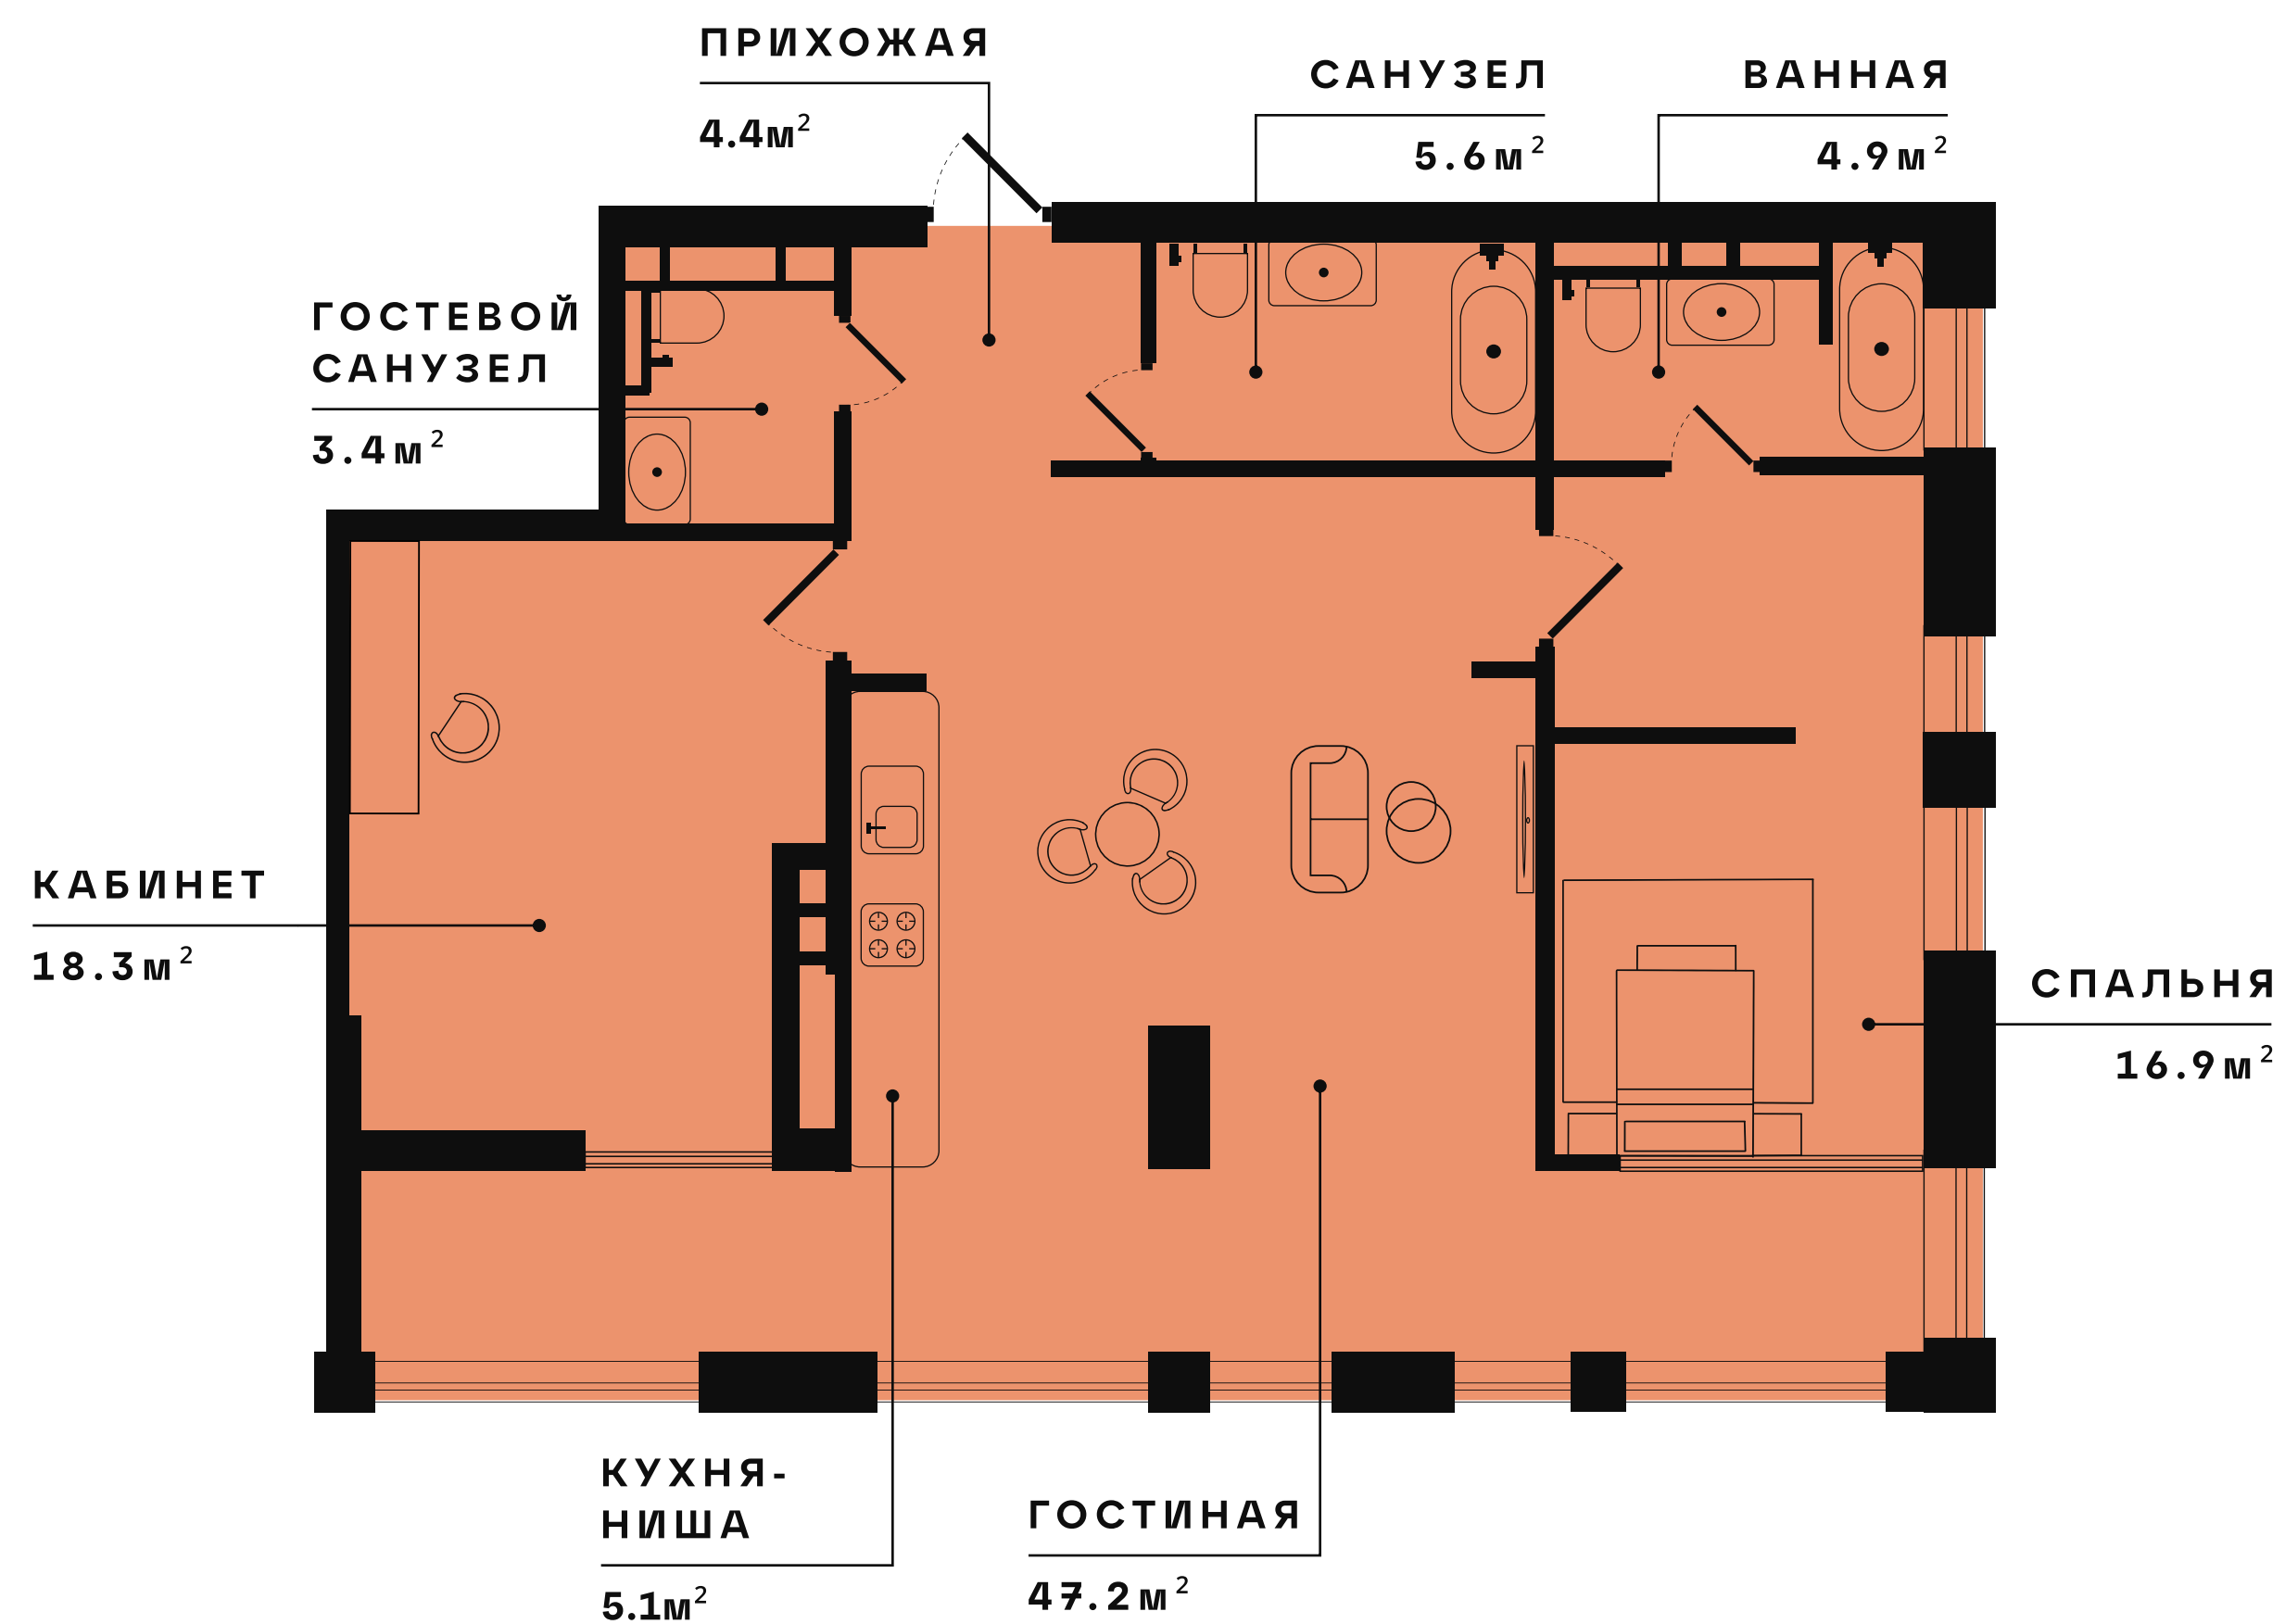 ПРИХОЖАЯ
4.4м²
САНУЗЕЛ
5.6м²
ВАННАЯ
4.9м²
ГОСТЕВОЙ
САНУЗЕЛ
3.4м²
КАБИНЕТ
18.3м²
СПАЛЬНЯ
16.9м²
КУХНЯ-
НИША
5.1м²
ГОСТИНАЯ
47.2м²